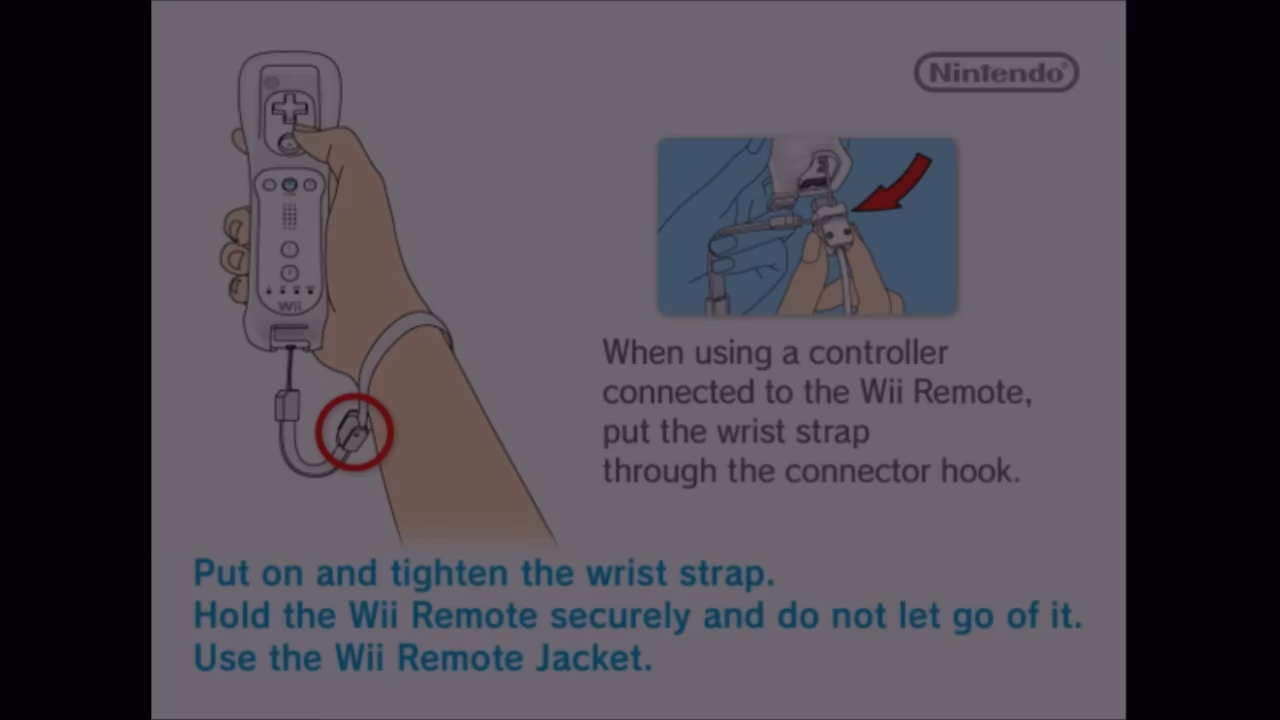 Nintendo®
Wii
When using a controller
connected to the Wii Remote,
put the wrist strap
through the connector hook.
Put on and tighten the wrist strap.
Hold the Wii Remote securely and do not let go of it.
Use the Wii Remote Jacket.